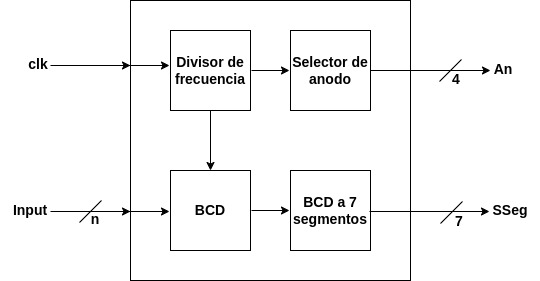 clk
Divisor de
frecuencia
Selector de
anodo
4
An
Input
n
BCD
BCD a 7
segmentos
7
SSeg